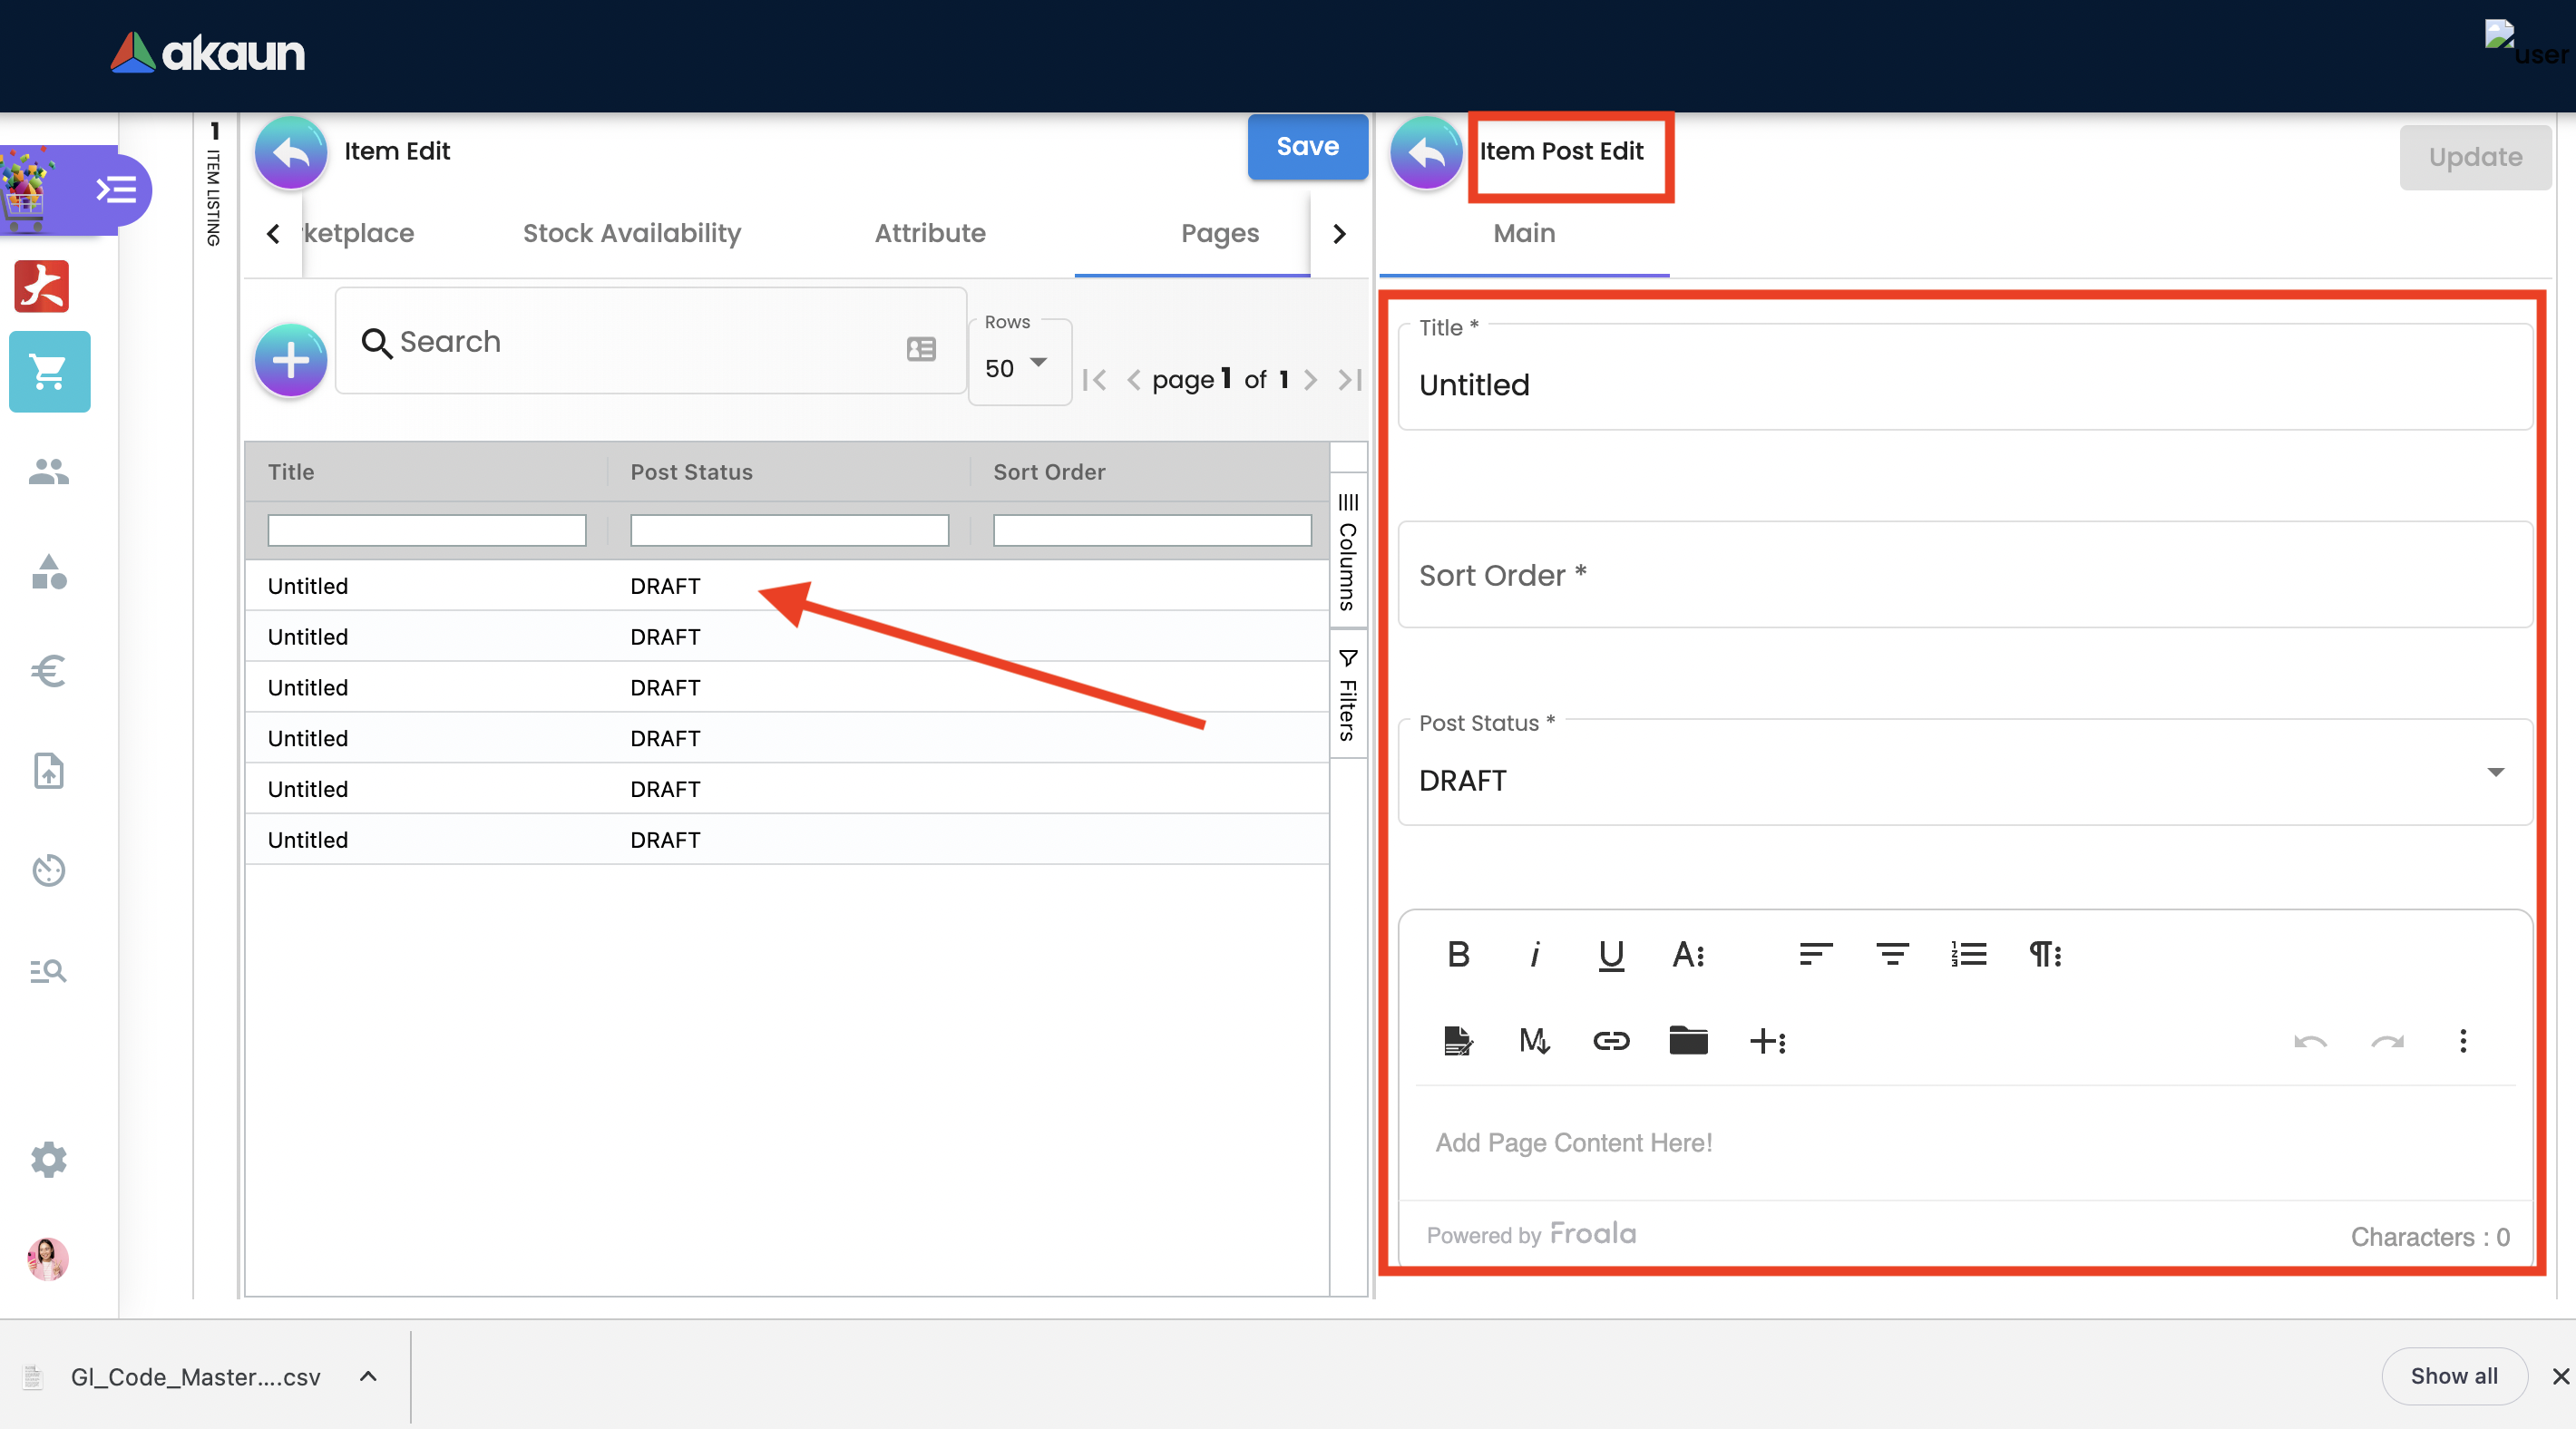 akaun
user
1 ITEM LISTING
Item Edit
Save
Item Post Edit
Update
rketplace
Stock Availability
Attribute
Pages
Main
Search
Rows
50
page 1 of 1
Title
Post Status
Sort Order
Untitled DRAFT
Untitled DRAFT
Untitled DRAFT
Untitled DRAFT
Untitled DRAFT
Untitled DRAFT
Columns
Filters
Title *
Untitled
Sort Order *
Post Status *
DRAFT
Add Page Content Here!
Powered by Froala
Characters : 0
Gl_Code_Master....csv
Show all